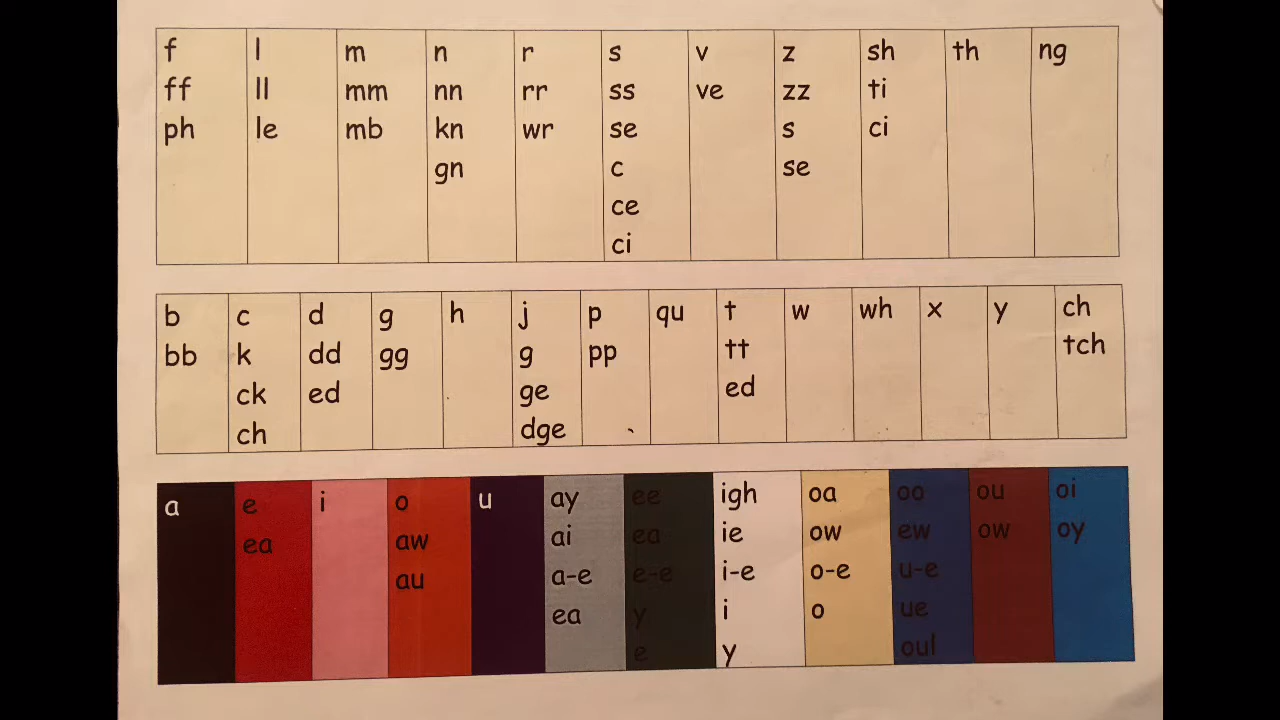 f l m n r s v z sh th ng
ff ll mm nn rr ss ve zz ti
ph le mb kn wr se s ci
gn c se
ce
ci
b c d g h j p qu t w wh x y ch
bb k dd gg g pp tt tch
ck ed ge ed
ch dge
a e i o u ay ee igh oa oo ou oi
ea aw ai ea ie ow ew ow oy
au a-e e-e i-e o-e u-e
ea y i o ue
e y oul